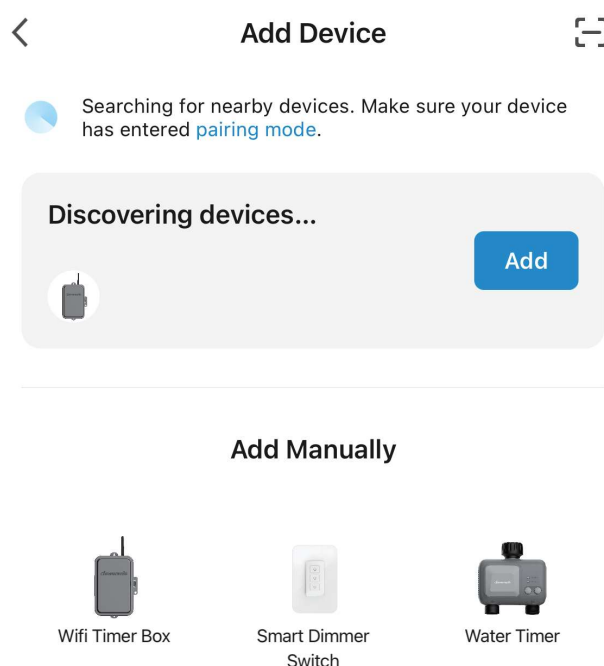 Add Device
Searching for nearby devices. Make sure your device
has entered pairing mode.
Discovering devices...
Add
Add Manually
Wifi Timer Box
Smart Dimmer
Switch
Water Timer